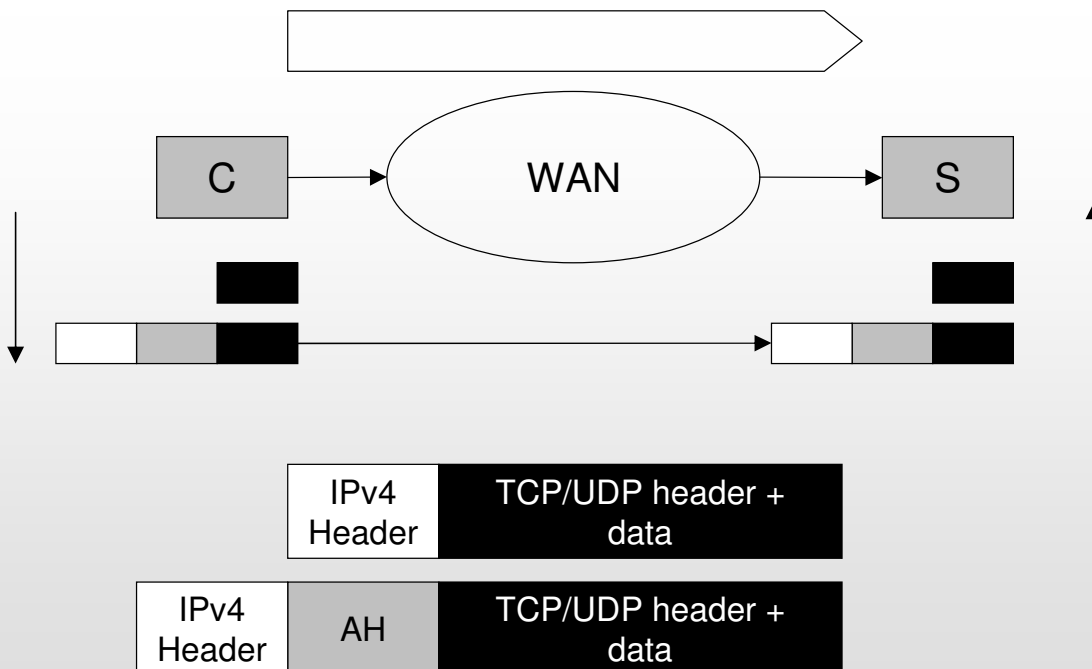 C
WAN
S
IPv4
Header
TCP/UDP header +
data
IPv4
Header
AH
TCP/UDP header +
data